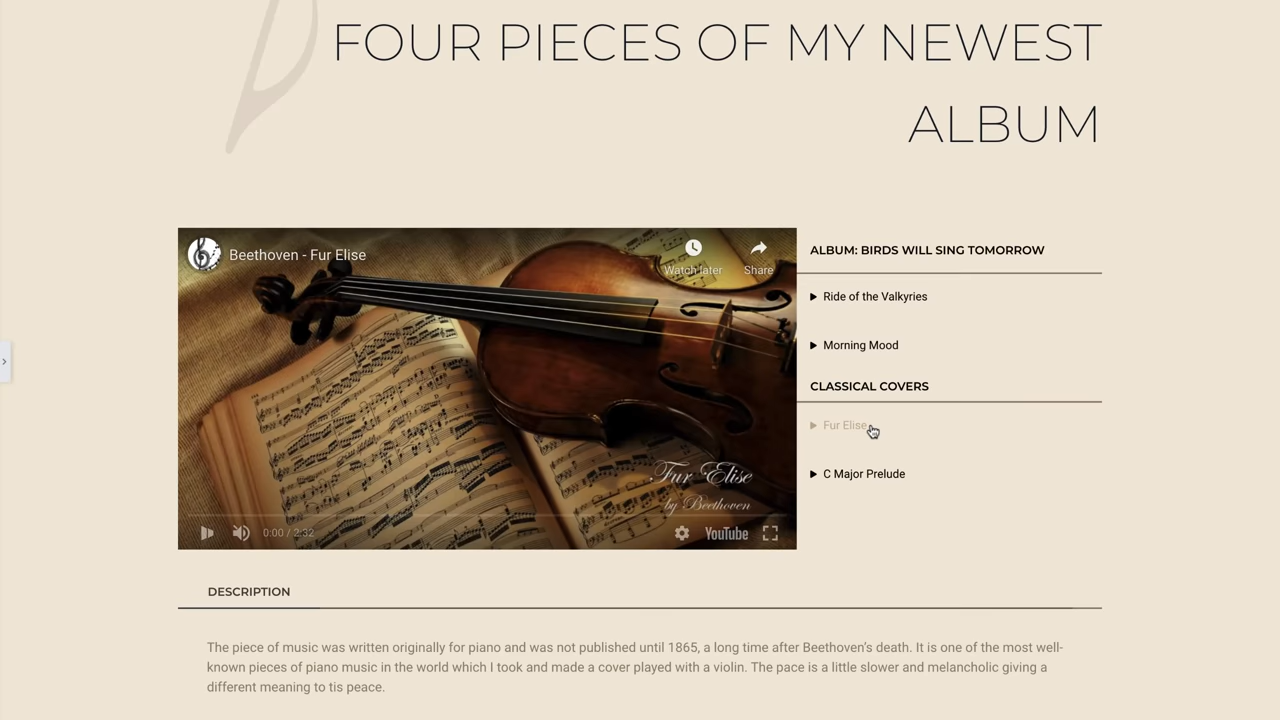 FOUR PIECES OF MY NEWEST
ALBUM
Beethoven - Fur Elise
Watch later
Share
Fur Elise
by Beethoven
0:00 / 2:32
YouTube
ALBUM: BIRDS WILL SING TOMORROW
Ride of the Valkyries
Morning Mood
CLASSICAL COVERS
Fur Elise
C Major Prelude
DESCRIPTION
The piece of music was written originally for piano and was not published until 1865, a long time after Beethoven's death. It is one of the most well-
known pieces of piano music in the world which I took and made a cover played with a violin. The pace is a little slower and melancholic giving a
different meaning to tis peace.